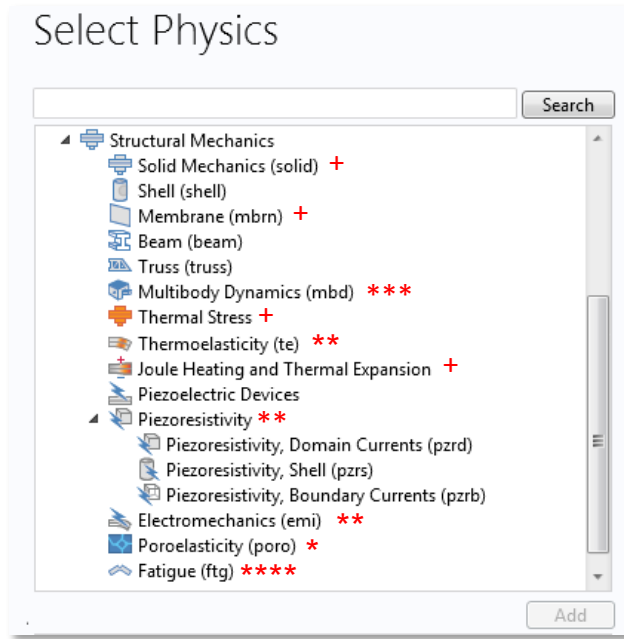 Select Physics
Search
Structural Mechanics
Solid Mechanics (solid) +
Shell (shell)
Membrane (mbrn) +
Beam (beam)
Truss (truss)
Multibody Dynamics (mbd) ***
Thermal Stress +
Thermoelasticity (te) **
Joule Heating and Thermal Expansion +
Piezoelectric Devices
Piezoresistivity **
Piezoresistivity, Domain Currents (pzrd)
Piezoresistivity, Shell (pzrs)
Piezoresistivity, Boundary Currents (pzrb)
Electromechanics (emi) **
Poroelasticity (poro) *
Fatigue (ftg) ****
Add